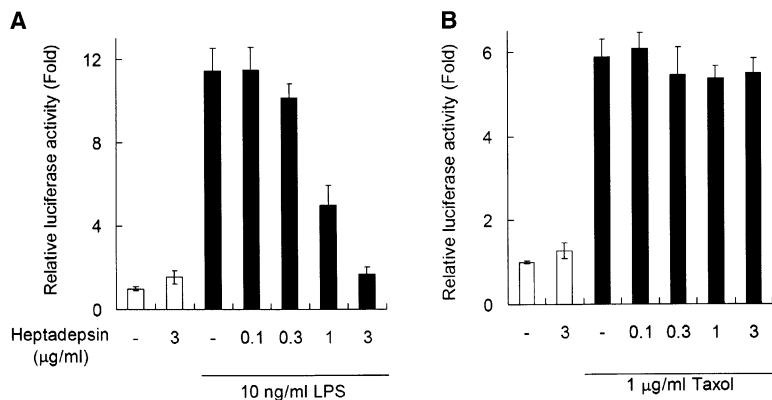 A
Relative luciferase activity (Fold)
12
8
4
0
Heptadepsin (µg/ml)
- 3 - 0.1 0.3 1 3
10 ng/ml LPS
B
Relative luciferase activity (Fold)
6
4
2
0
- 3 - 0.1 0.3 1 3
1 µg/ml Taxol